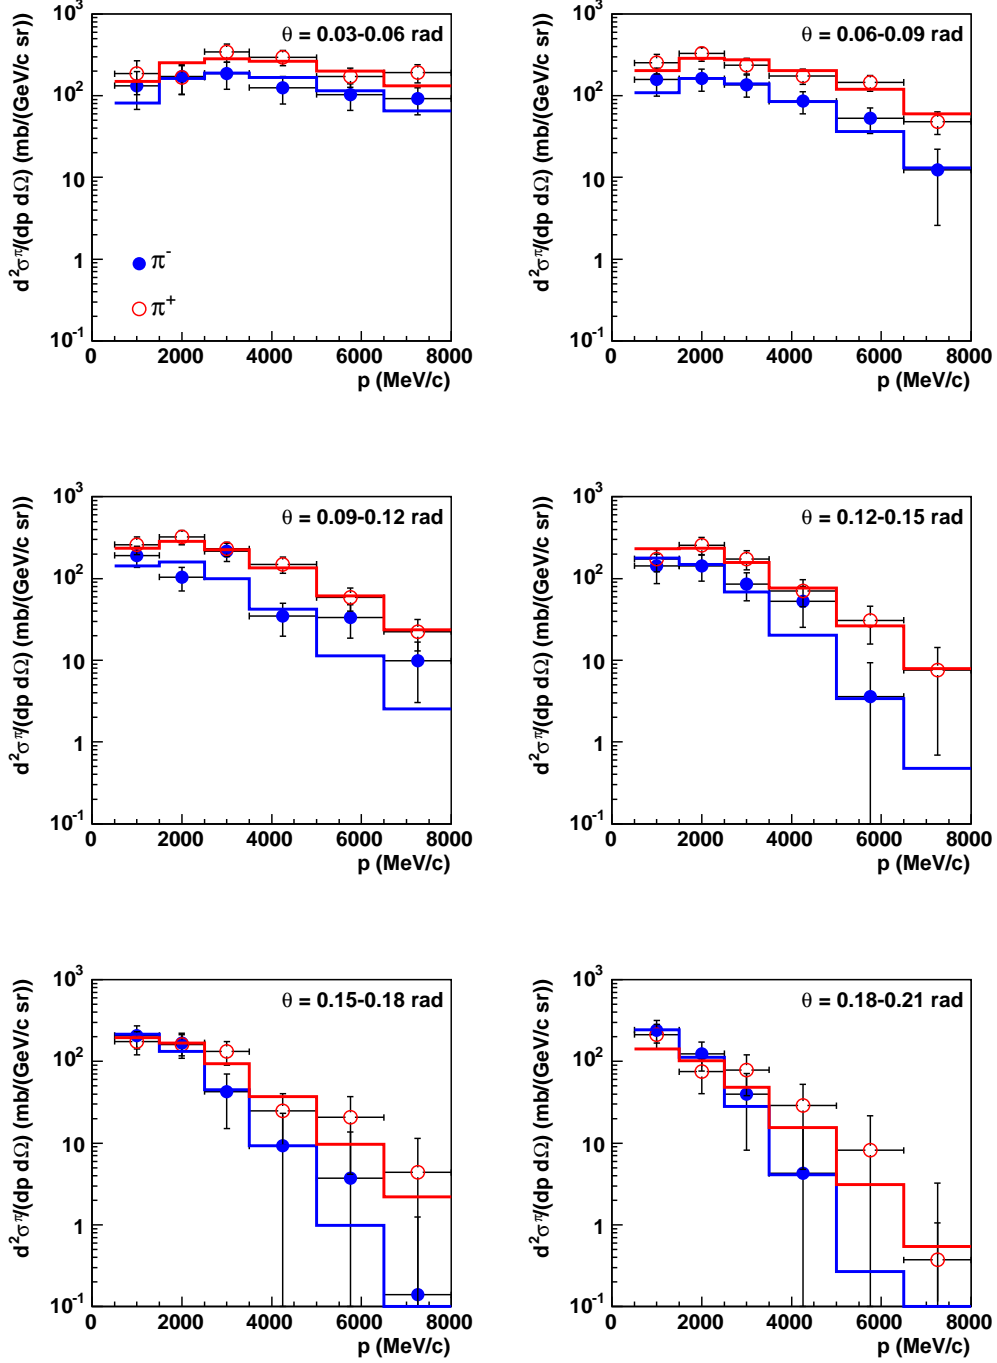 d²σ^π/(dp dΩ) (mb/(GeV/c sr))
10³
10²
10
1
10⁻¹
θ = 0.03-0.06 rad
π⁻
π⁺
0 2000 4000 6000 8000
p (MeV/c)
d²σ^π/(dp dΩ) (mb/(GeV/c sr))
10³
10²
10
1
10⁻¹
θ = 0.06-0.09 rad
0 2000 4000 6000 8000
p (MeV/c)
d²σ^π/(dp dΩ) (mb/(GeV/c sr))
10³
10²
10
1
10⁻¹
θ = 0.09-0.12 rad
0 2000 4000 6000 8000
p (MeV/c)
d²σ^π/(dp dΩ) (mb/(GeV/c sr))
10³
10²
10
1
10⁻¹
θ = 0.12-0.15 rad
0 2000 4000 6000 8000
p (MeV/c)
d²σ^π/(dp dΩ) (mb/(GeV/c sr))
10³
10²
10
1
10⁻¹
θ = 0.15-0.18 rad
0 2000 4000 6000 8000
p (MeV/c)
d²σ^π/(dp dΩ) (mb/(GeV/c sr))
10³
10²
10
1
10⁻¹
θ = 0.18-0.21 rad
0 2000 4000 6000 8000
p (MeV/c)